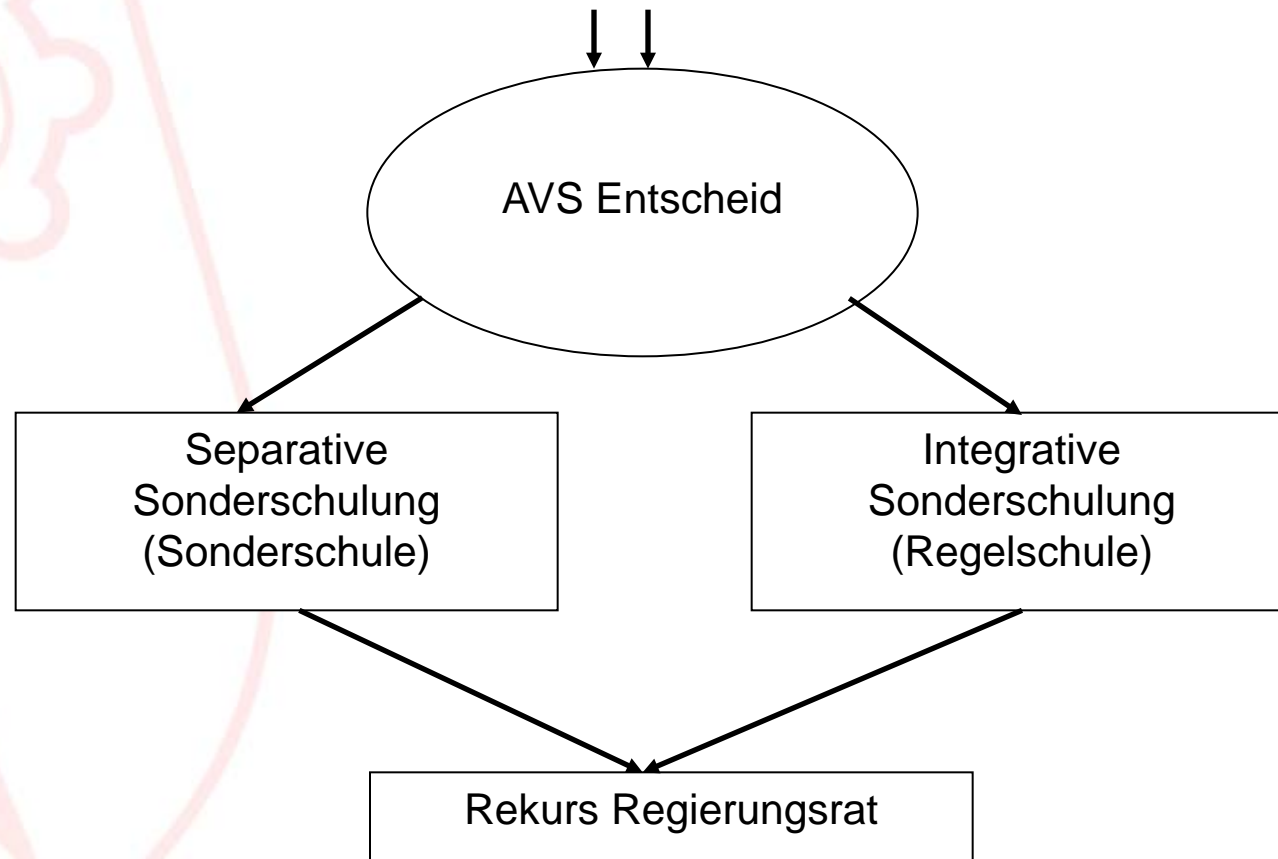 AVS Entscheid
Separative
Sonderschulung
(Sonderschule)
Integrative
Sonderschulung
(Regelschule)
Rekurs Regierungsrat